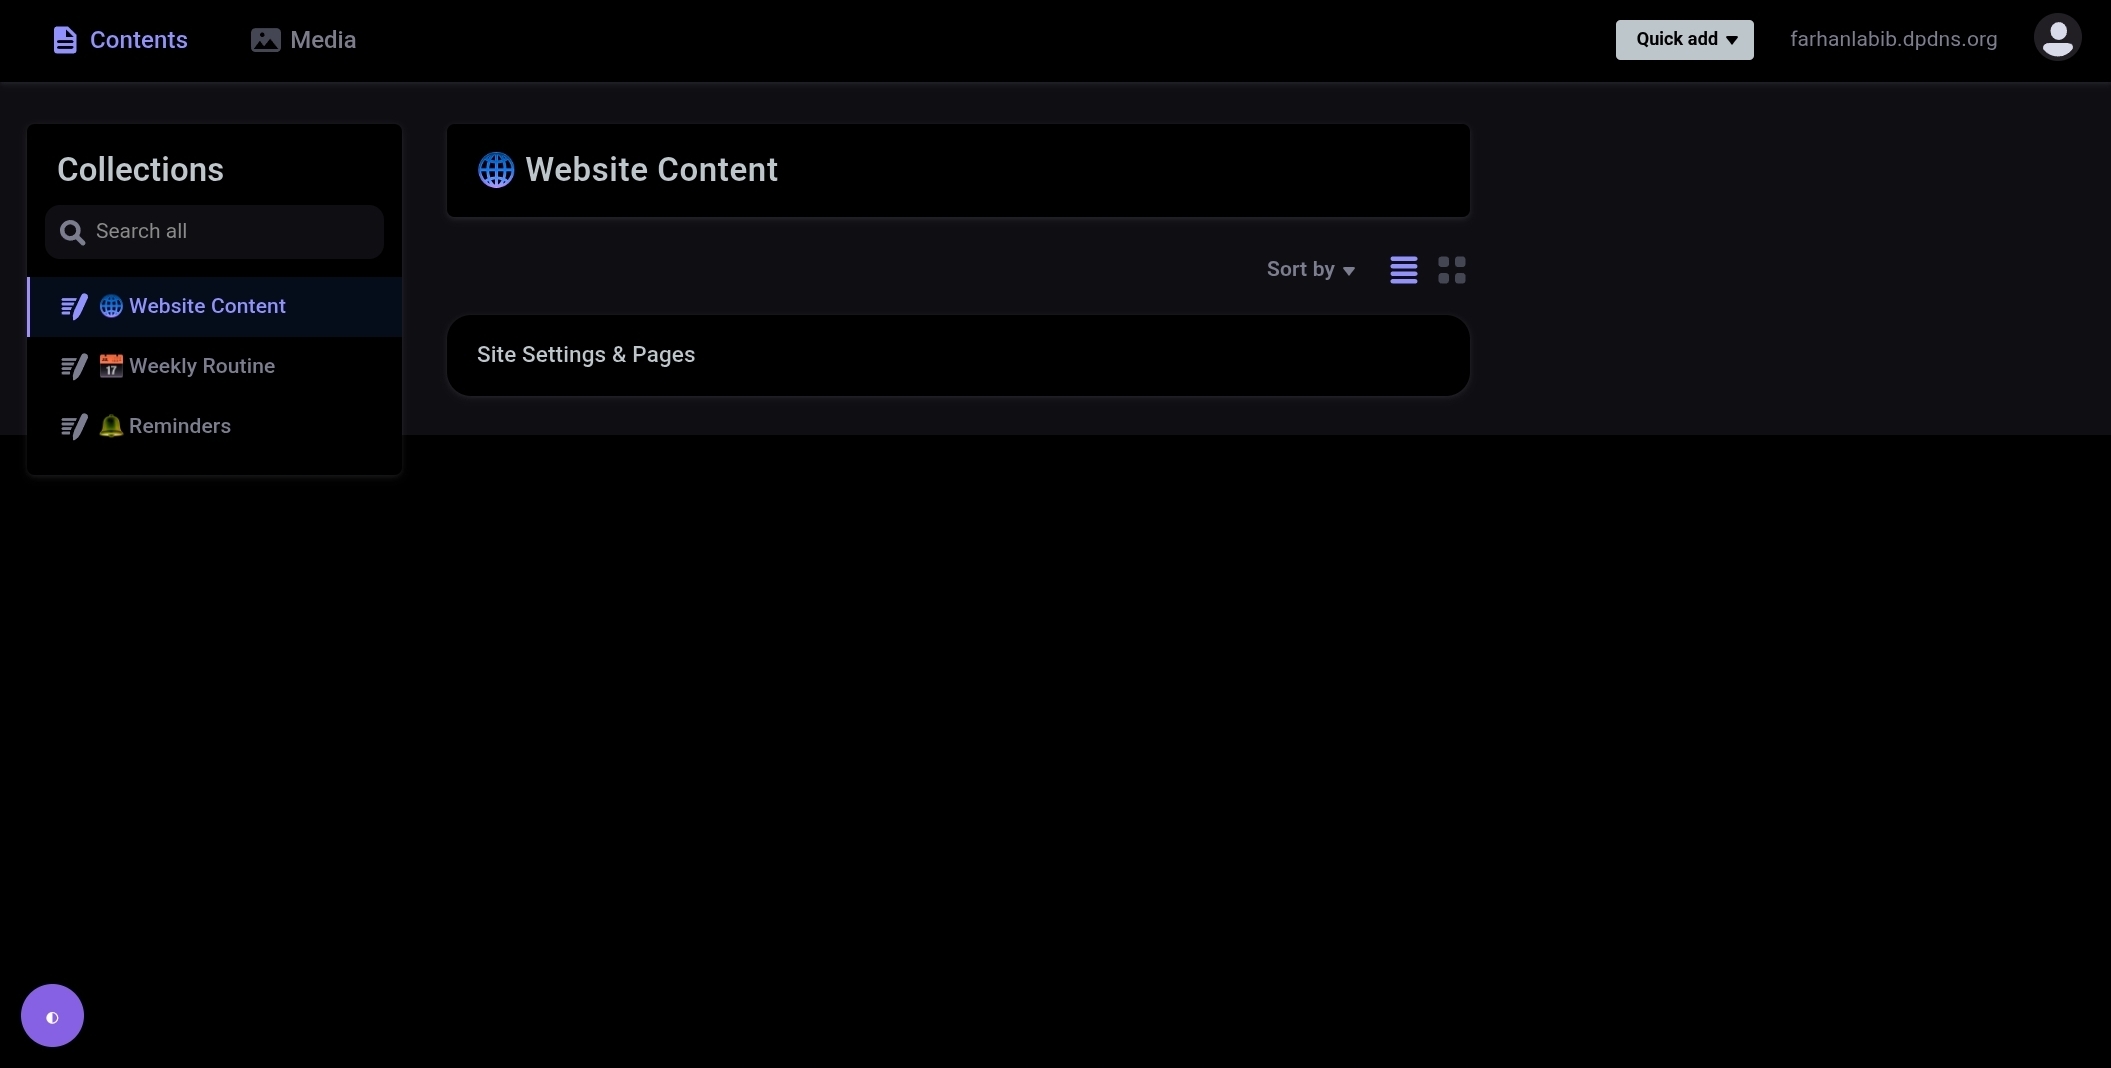 Contents
Media
Quick add
farhanlabib.dpdns.org
Collections
Search all
🌐 Website Content
📅 Weekly Routine
🔔 Reminders
🌐 Website Content
Sort by
Site Settings & Pages